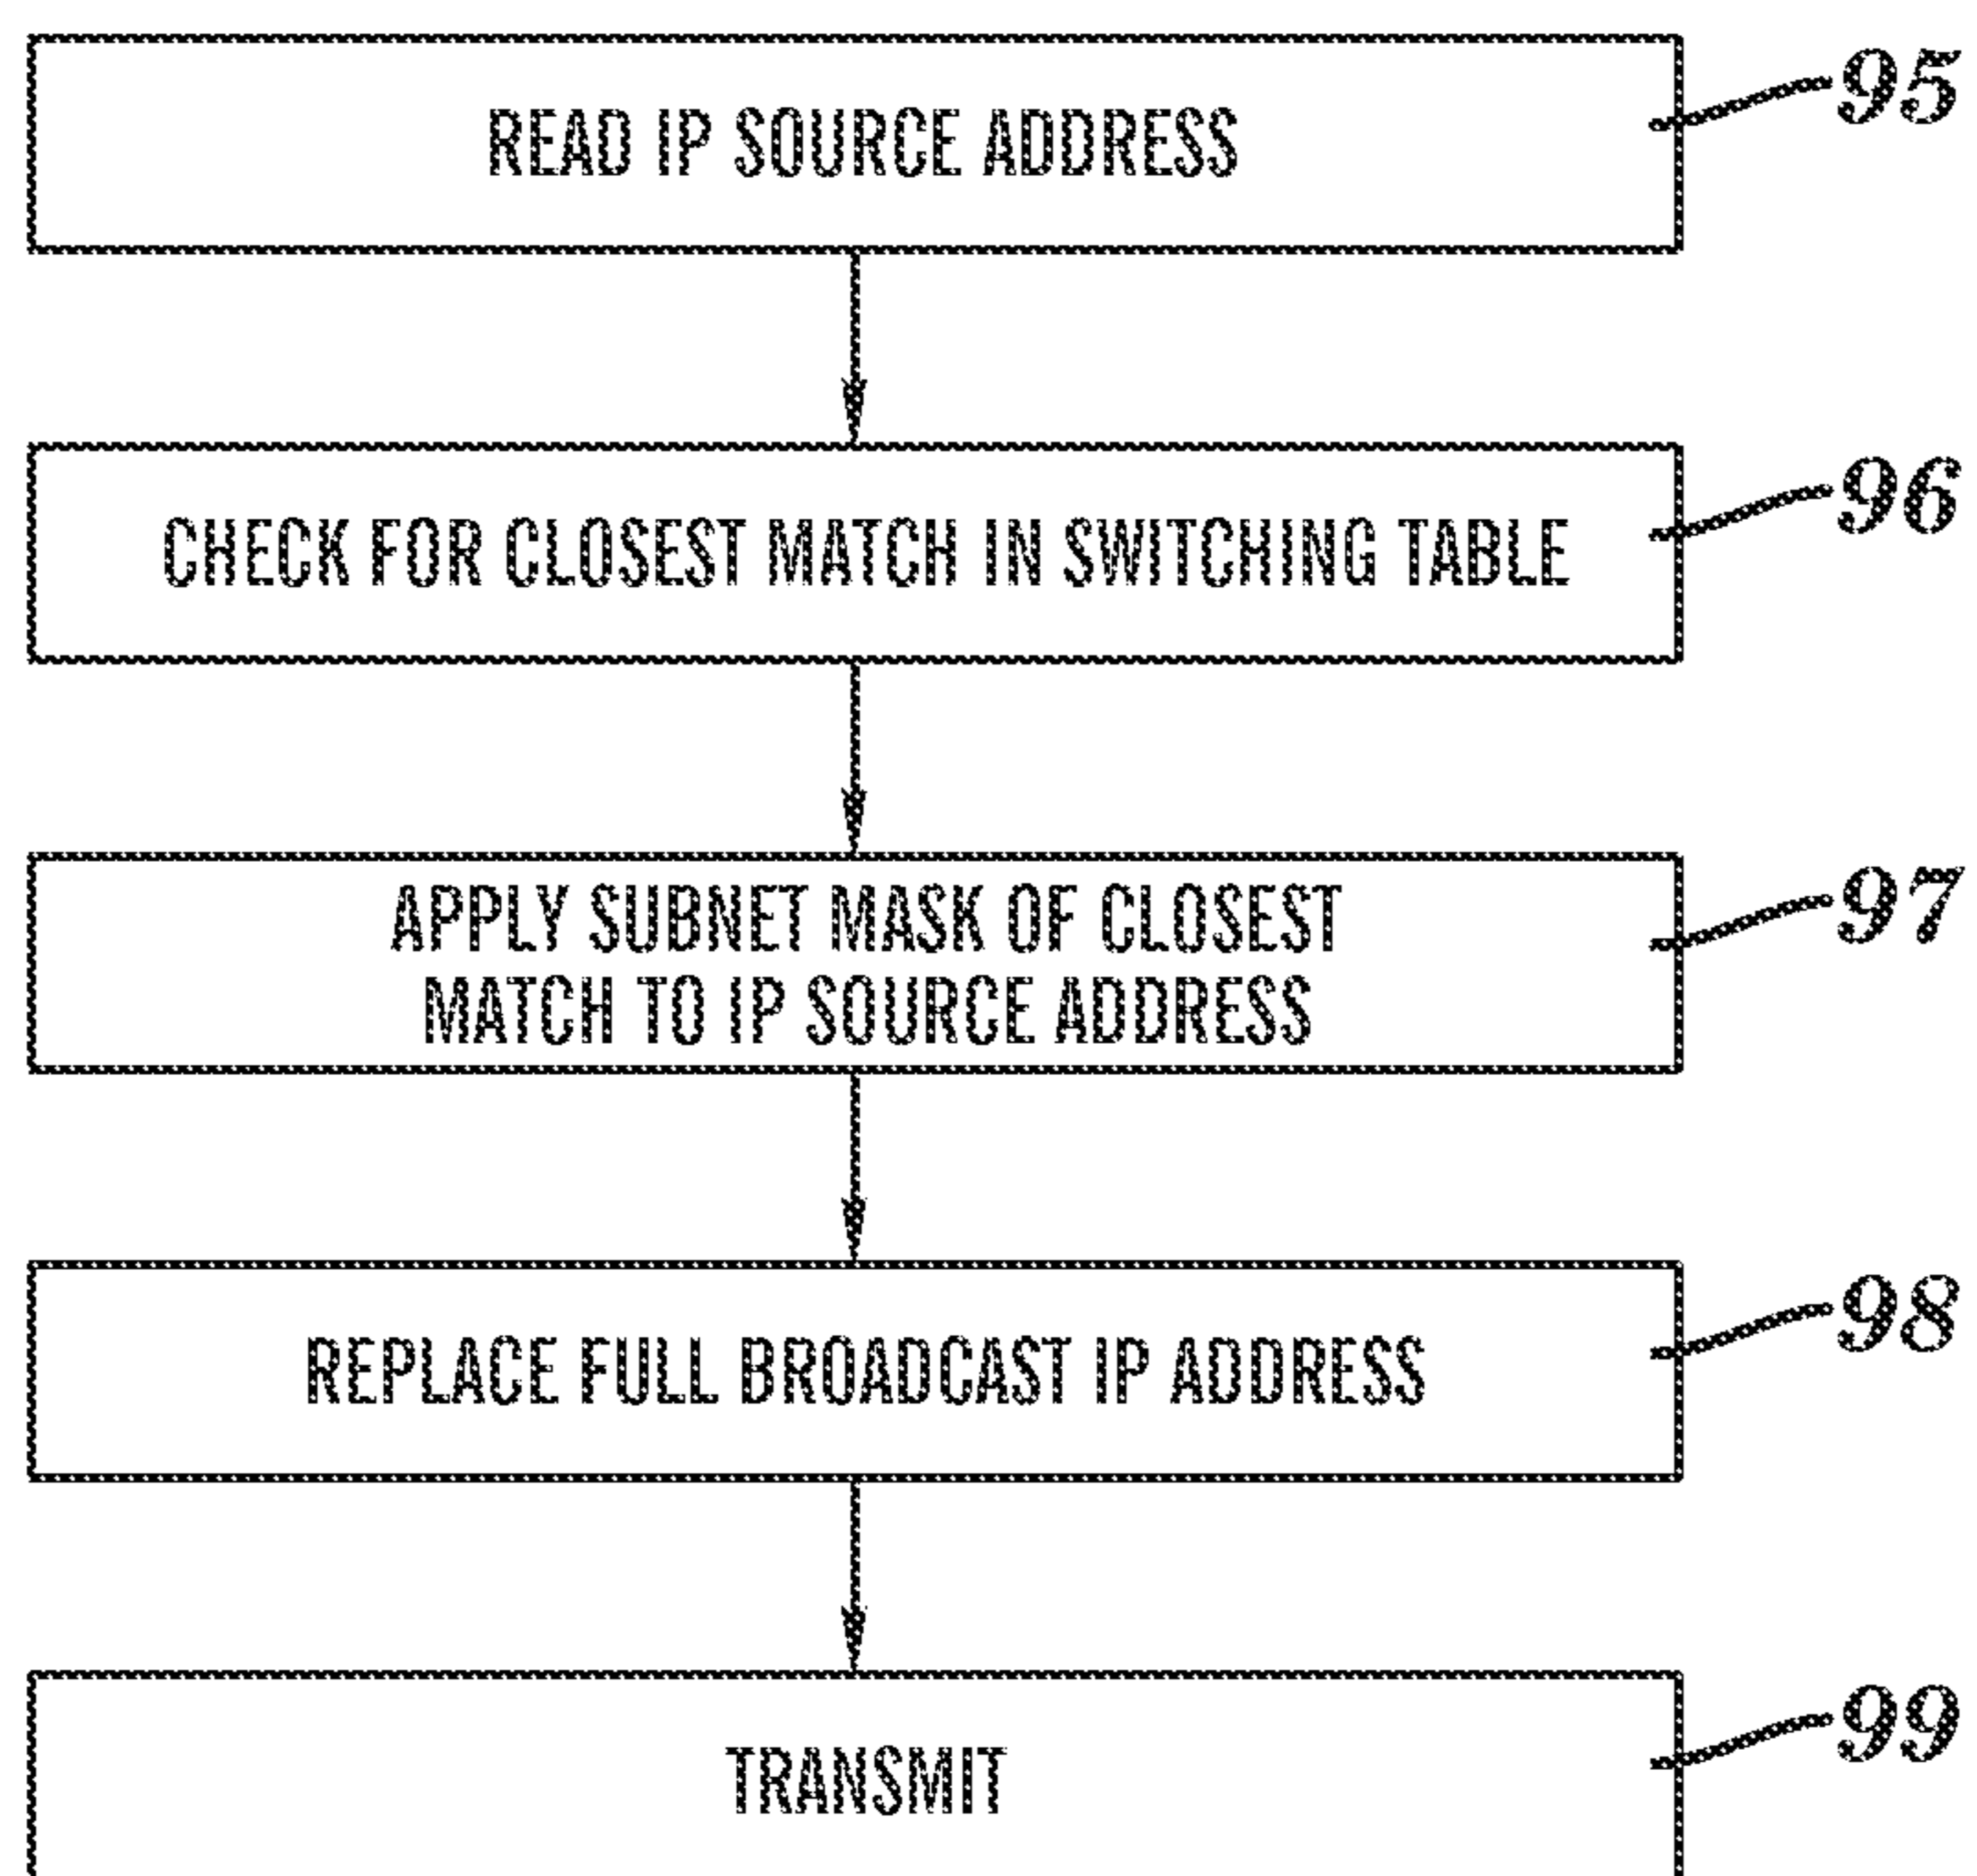 READ IP SOURCE ADDRESS
95
CHECK FOR CLOSEST MATCH IN SWITCHING TABLE
96
APPLY SUBNET MASK OF CLOSEST
MATCH TO IP SOURCE ADDRESS
97
REPLACE FULL BROADCAST IP ADDRESS
98
TRANSMIT
99